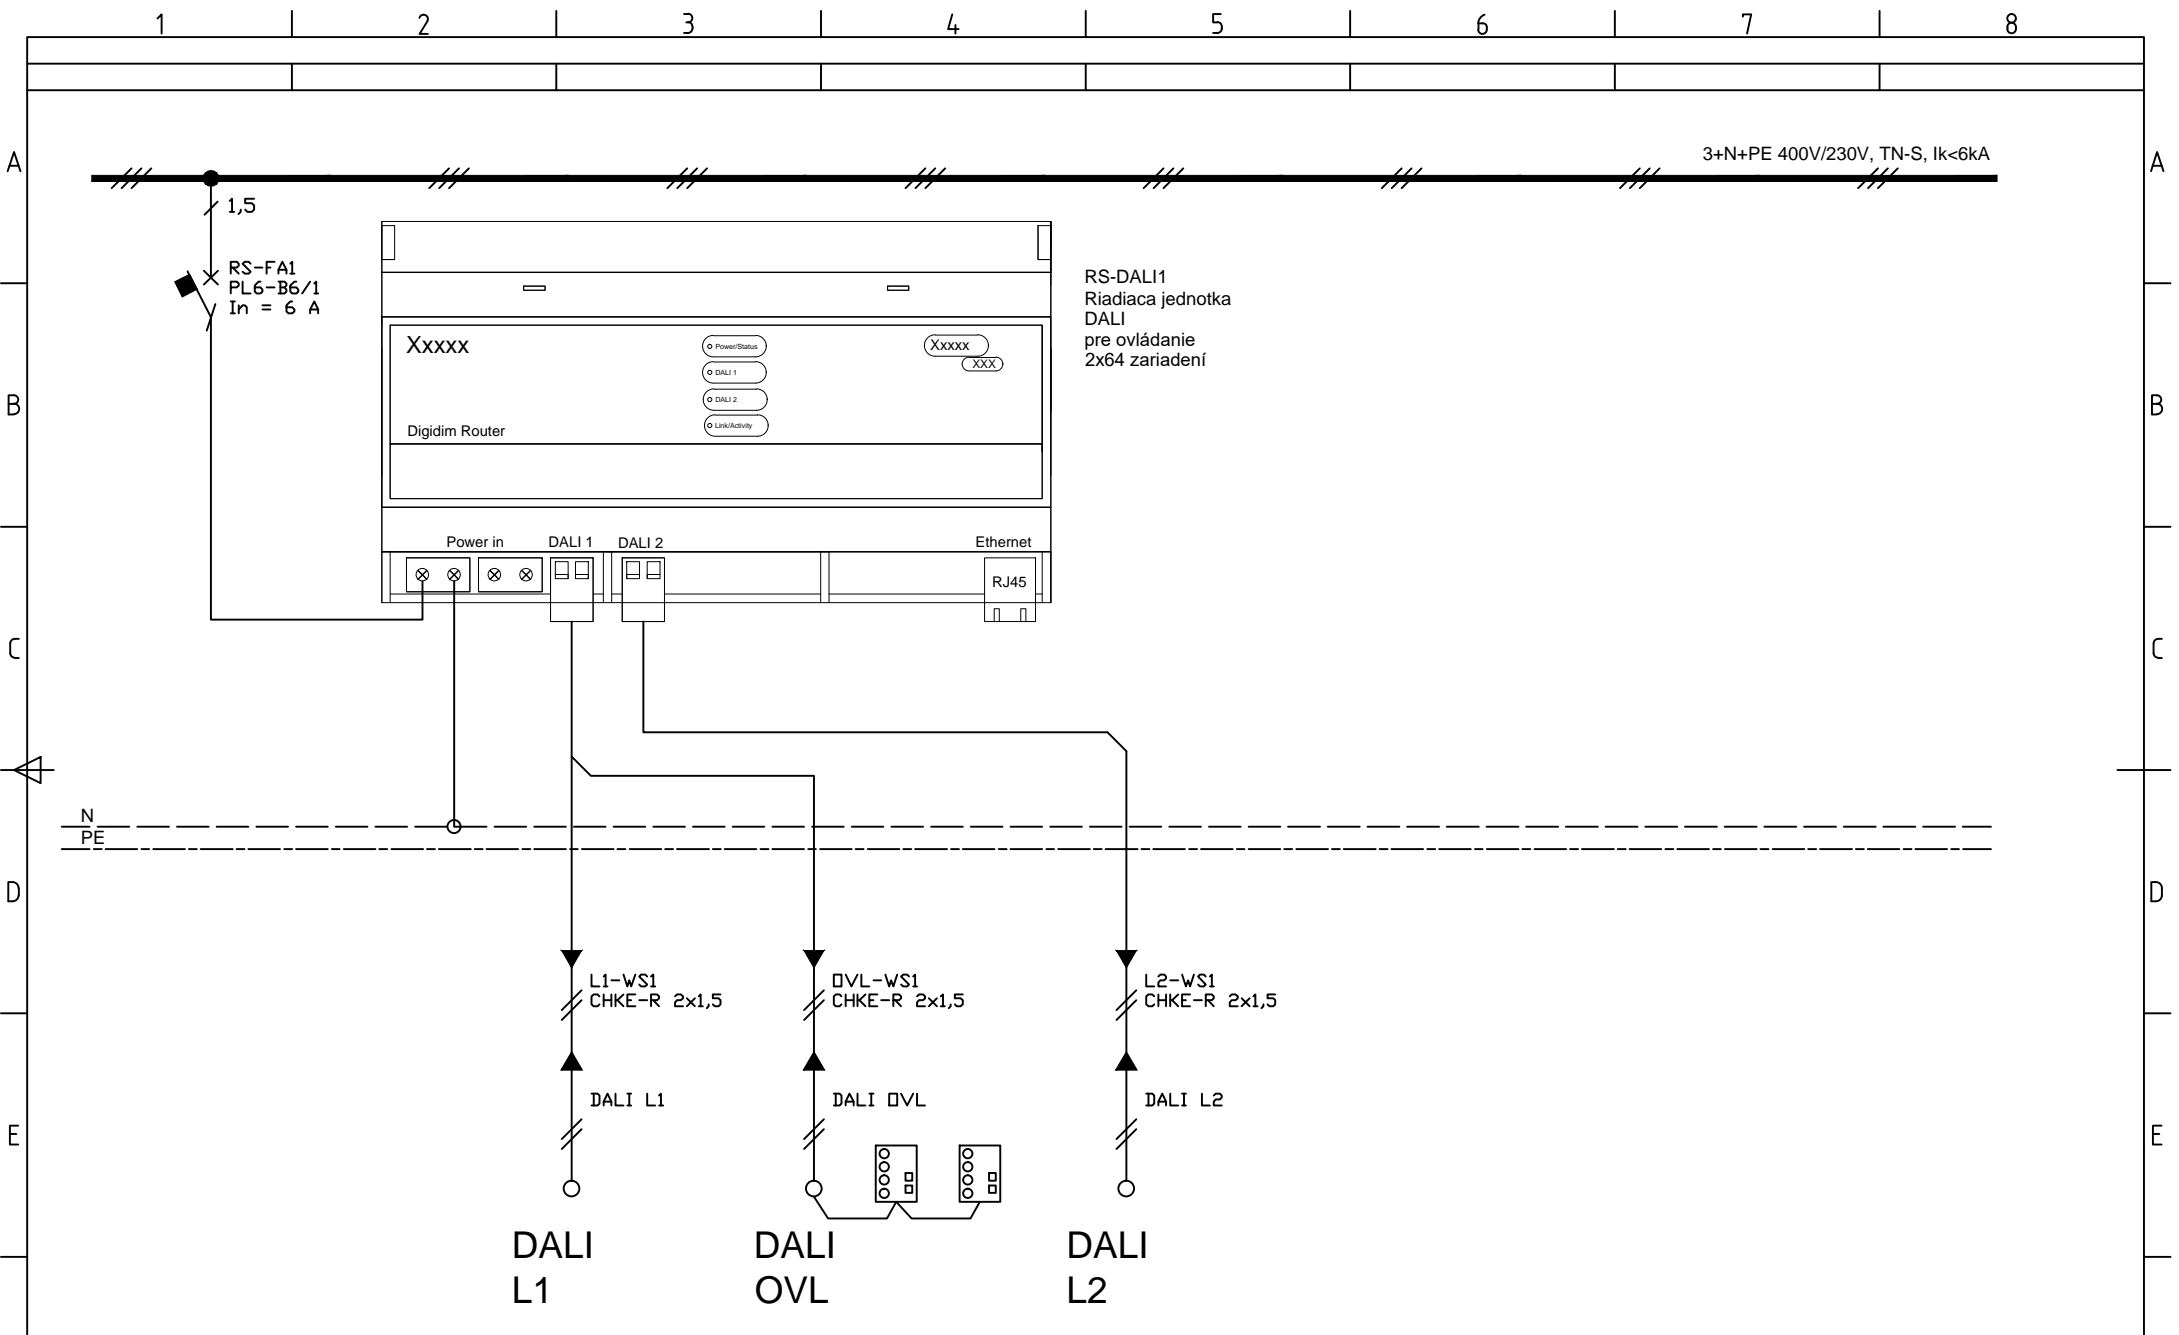 1 2 3 4 5 6 7 8
A A
3+N+PE 400V/230V, TN-S, Ik<6kA
1,5
RS-FA1
PL6-B6/1
In = 6 A
RS-DALI1
Riadiaca jednotka
DALI
pre ovládanie
2x64 zariadení
Xxxxx
Power/Status
Xxxxx
XXX
DALI 1
DALI 2
Link/Activity
Digidim Router
B B
Power in DALI 1 DALI 2 Ethernet
RJ45
C C
N
PE
D D
L1-WS1
CHKE-R 2x1,5
OVL-WS1
CHKE-R 2x1,5
L2-WS1
CHKE-R 2x1,5
DALI L1 DALI OVL DALI L2
E E
DALI
L1
DALI
OVL
DALI
L2